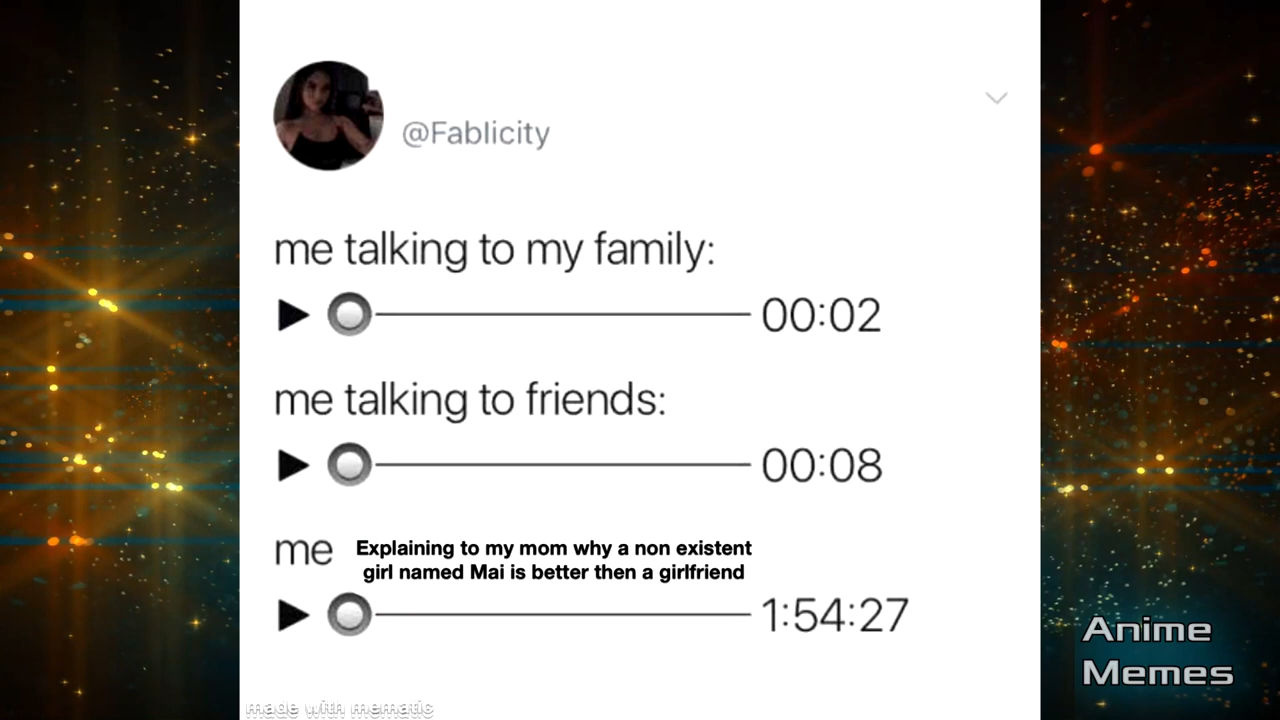 @Fablicity
me talking to my family:
00:02
me talking to friends:
00:08
me Explaining to my mom why a non existent
girl named Mai is better then a girlfriend
1:54:27
Anime
Memes
made with mematic